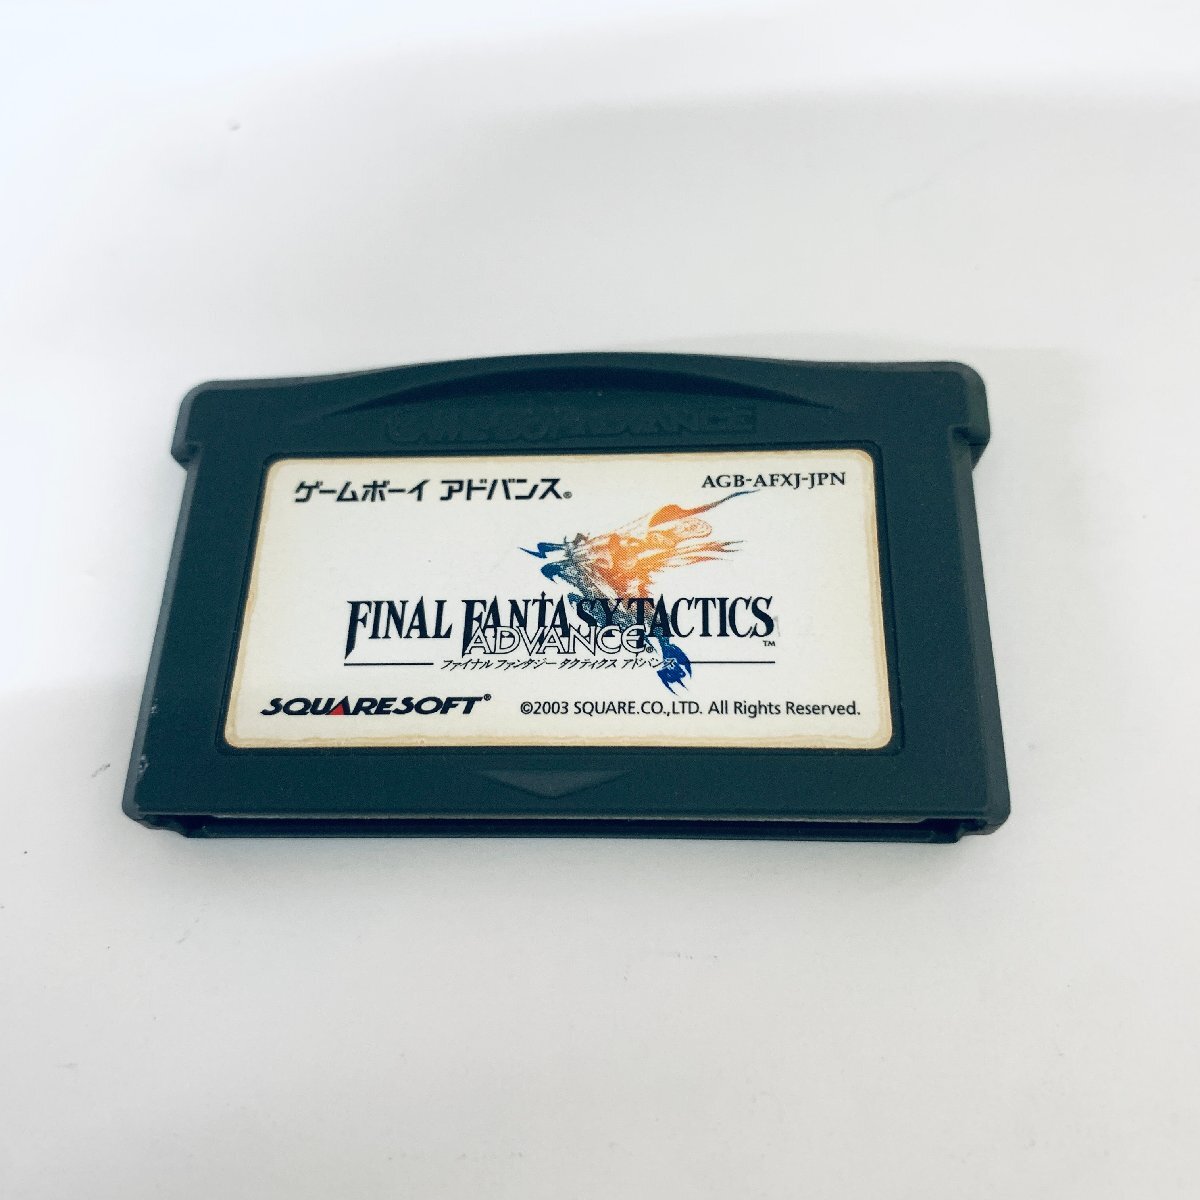 GAME BOY ADVANCE
ゲームボーイ アドバンス®
AGB-AFXJ-JPN
FINAL FANTASY TACTICS™
ADVANCE®
ファイナルファンタジータクティクス アドバンス
SQUARESOFT®
©2003 SQUARE.CO.,LTD. All Rights Reserved.